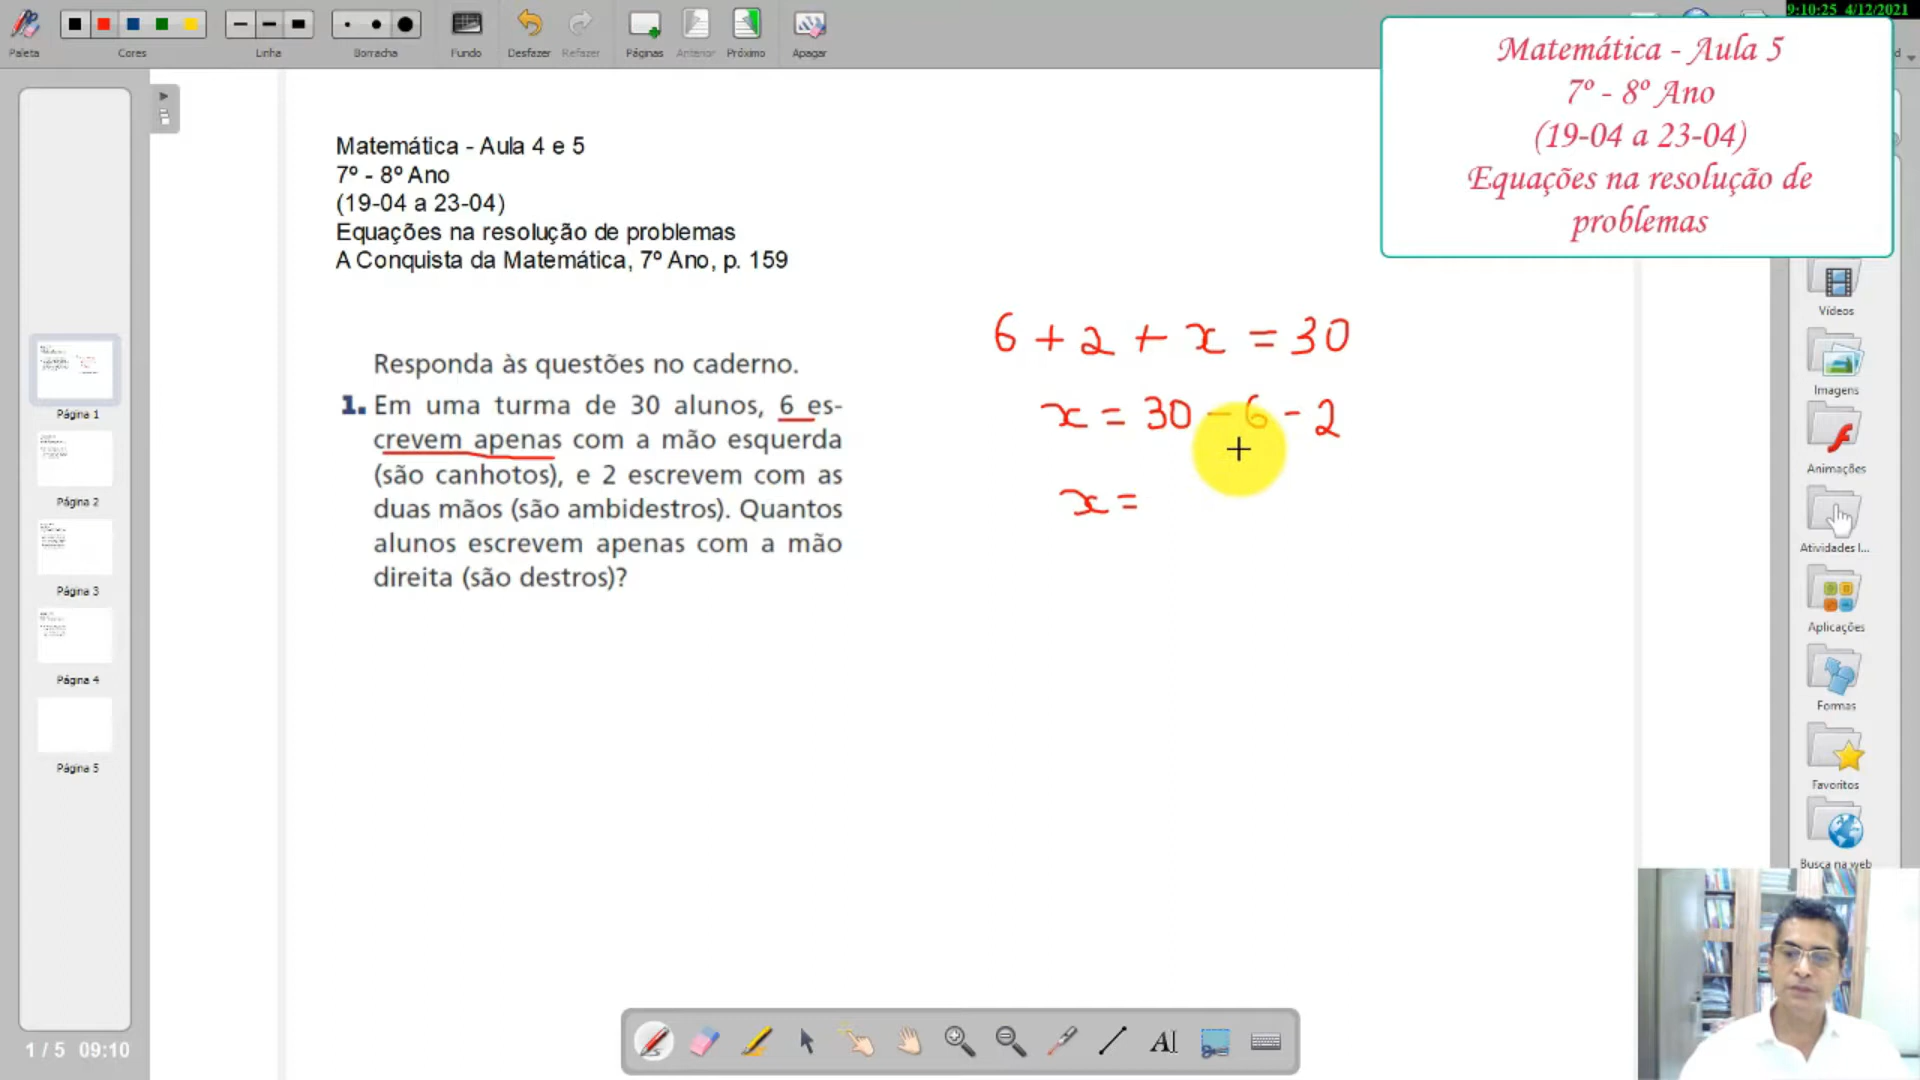 9:10:25 4/12/2021
Paleta
Cores
Linha
Borracha
Fundo
Desfazer
Refazer
Páginas
Anterior
Próximo
Apagar
Matemática - Aula 5
7º - 8º Ano
(19-04 a 23-04)
Equações na resolução de
problemas
Matemática - Aula 4 e 5
7º - 8º Ano
(19-04 a 23-04)
Equações na resolução de problemas
A Conquista da Matemática, 7º Ano, p. 159
Responda às questões no caderno.
1. Em uma turma de 30 alunos, 6 es-
crevem apenas com a mão esquerda
(são canhotos), e 2 escrevem com as
duas mãos (são ambidestros). Quantos
alunos escrevem apenas com a mão
direita (são destros)?
6 + 2 + x = 30
x = 30 - 6 - 2
x =
Página 1
Página 2
Página 3
Página 4
Página 5
1 / 5 09:10
Vídeos
Imagens
Animações
Atividades I...
Aplicações
Formas
Favoritos
Busca na web